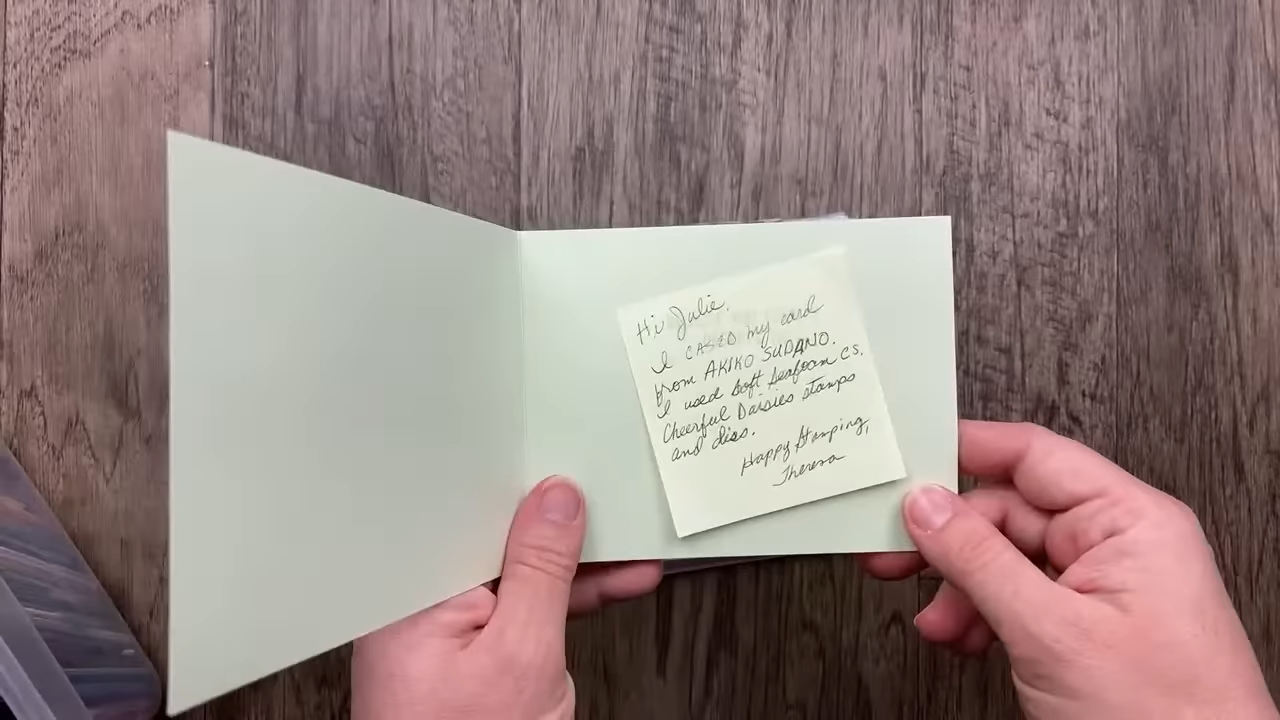 Hi Julie,
I CASED my card
from AKIKO SUDANO.
I used Soft Seafoam CS.
Cheerful Daisies stamps
and dies.
Happy Stamping,
Theresa